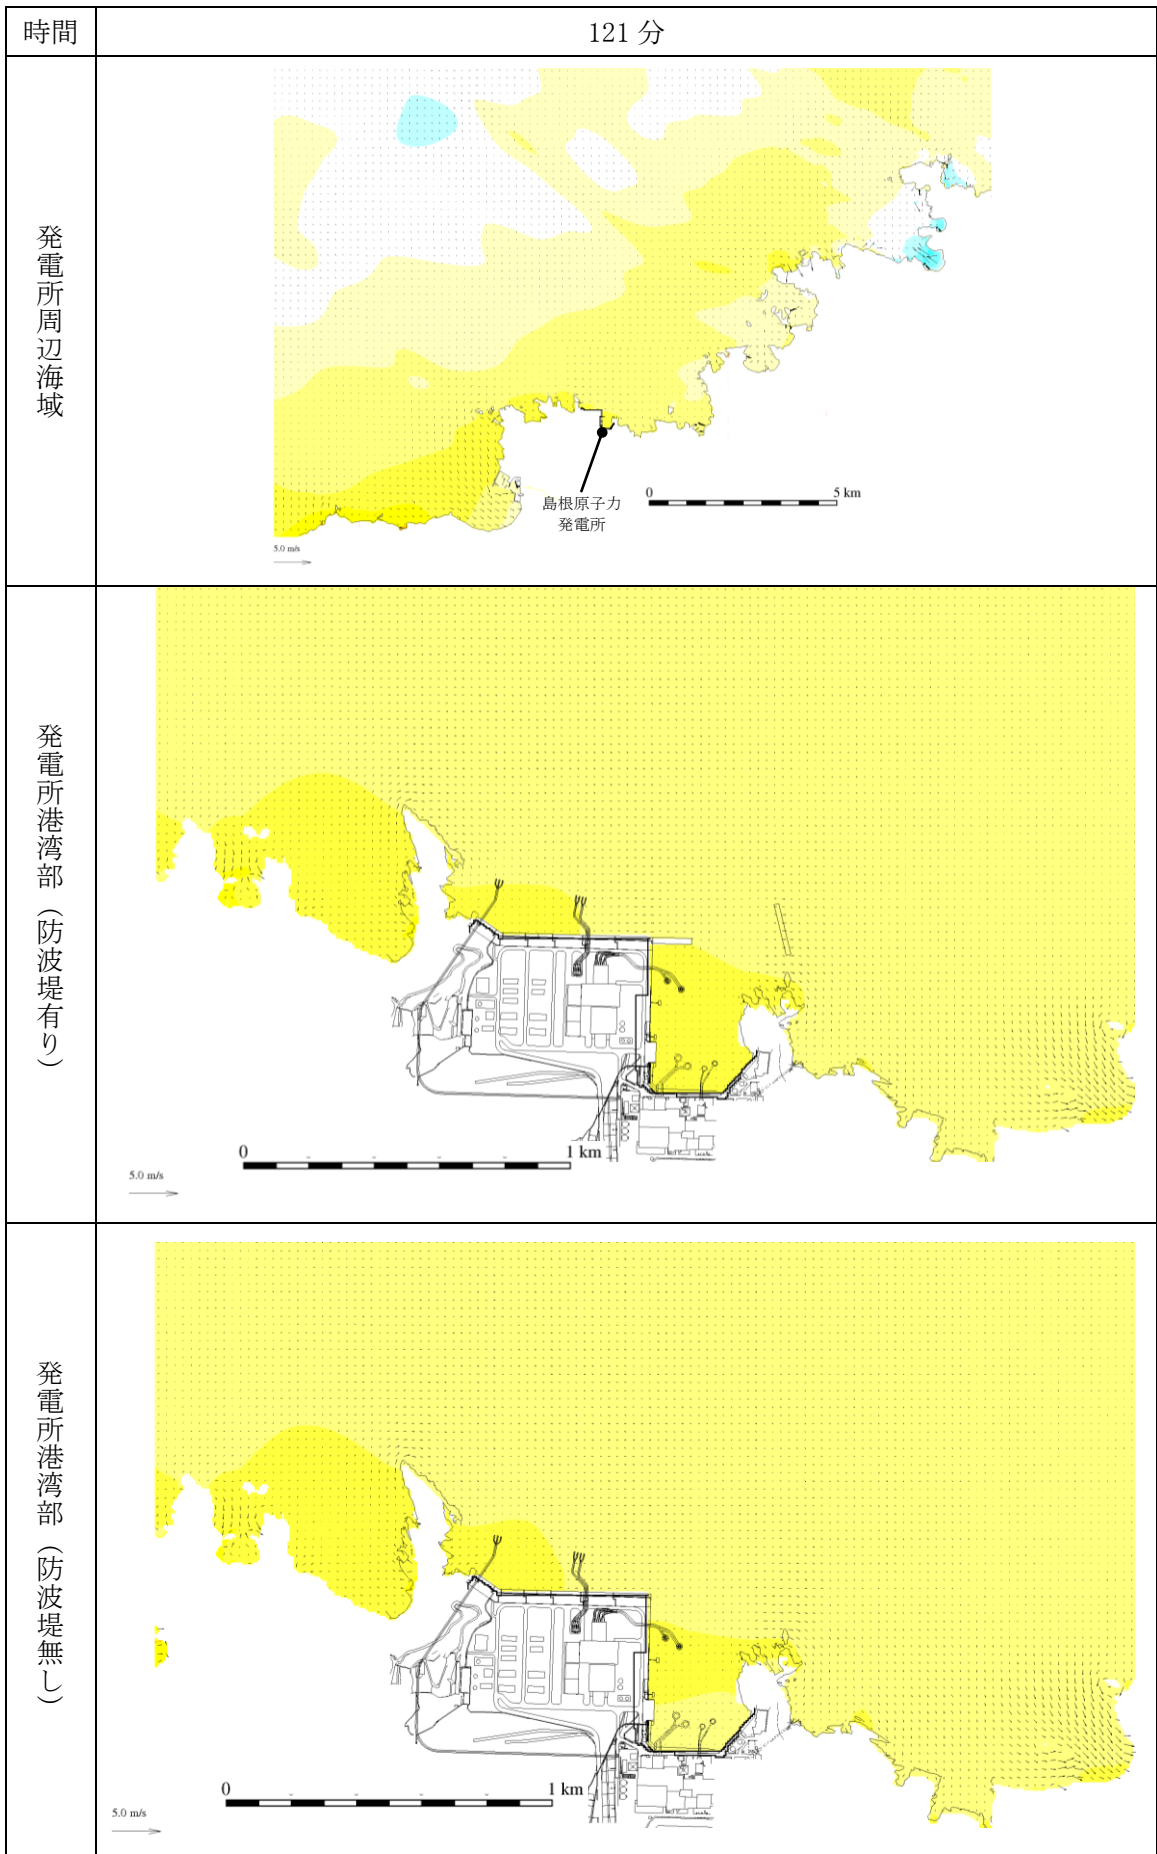 時間
121 分
発電所周辺海域
島根原子力
発電所
0
5 km
5.0 m/s
発電所港湾部（防波堤有り）
0
1 km
5.0 m/s
発電所港湾部（防波堤無し）
0
1 km
5.0 m/s